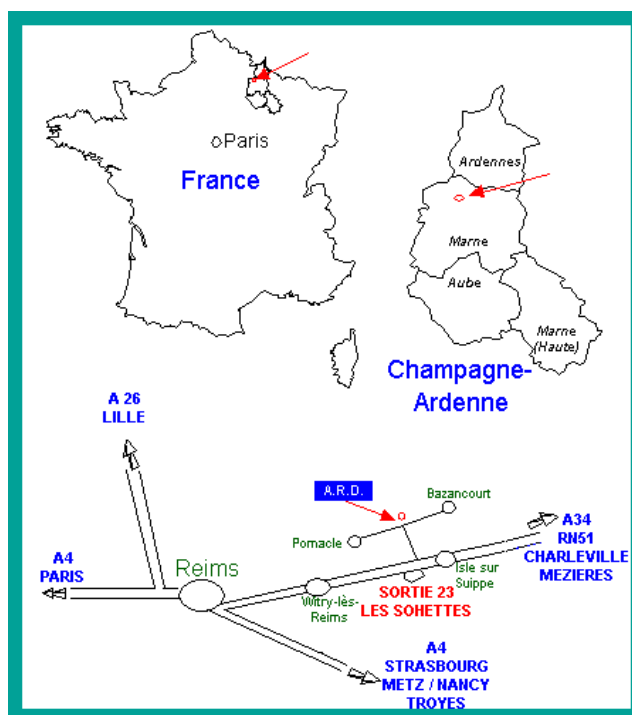 Paris
France
Ardennes
Marne
Aube
Marne
(Haute)
Champagne-
Ardenne
A 26
LILLE
A.R.D.
Bazancourt
A34
RN51
CHARLEVILLE
MEZIERES
Pomacle
A4
PARIS
Reims
Isle sur
Suippe
Witry-lès-
Reims
SORTIE 23
LES SOHETTES
A4
STRASBOURG
METZ / NANCY
TROYES